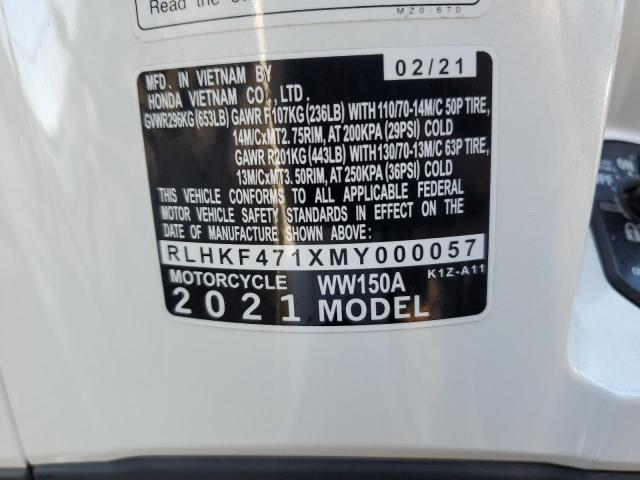 Read the
MZ0-670
MFD. IN VIETNAM BY 02/21
HONDA VIETNAM CO., LTD.
GVWR296KG (653LB) GAWR F107KG (236LB) WITH 110/70-14M/C 50P TIRE,
14M/CxMT2. 75RIM, AT 200KPA (29PSI) COLD
GAWR R201KG (443LB) WITH 130/70-13M/C 63P TIRE,
13M/CxMT3. 50RIM, AT 250KPA (36PSI) COLD
THIS VEHICLE CONFORMS TO ALL APPLICABLE FEDERAL
MOTOR VEHICLE SAFETY STANDARDS IN EFFECT ON THE
DATE OF MANUFACTURE SHOWN ABOVE:
RLHKF471XMY000057
MOTORCYCLE WW150A K1Z-A11
2021 MODEL
ON